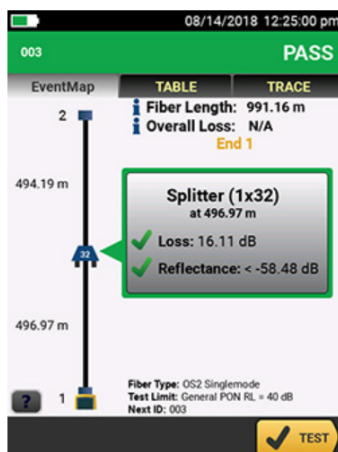 08/14/2018 12:25:00 pm
003 PASS
EventMap TABLE TRACE
2
i Fiber Length: 991.16 m
i Overall Loss: N/A
End 1
494.19 m
Splitter (1x32)
at 496.97 m
Loss: 16.11 dB
Reflectance: < -58.48 dB
32
496.97 m
Fiber Type: OS2 Singlemode
Test Limit: General PON RL = 40 dB
Next ID: 003
? 1
TEST